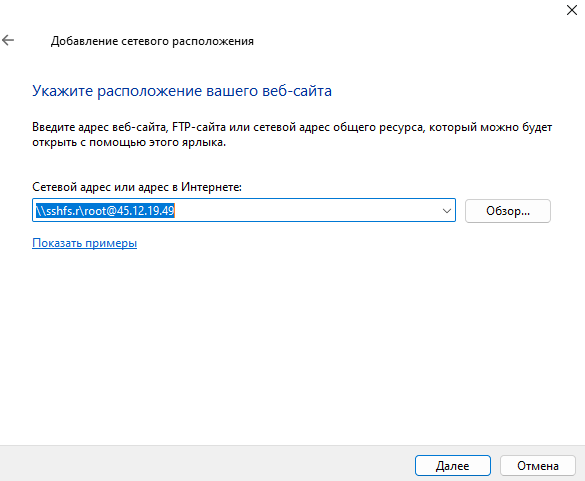 Добавление сетевого расположения
Укажите расположение вашего веб-сайта
Введите адрес веб-сайта, FTP-сайта или сетевой адрес общего ресурса, который можно будет
открыть с помощью этого ярлыка.
Сетевой адрес или адрес в Интернете:
\\sshfs.r\root@45.12.19.49
Обзор...
Показать примеры
Далее
Отмена